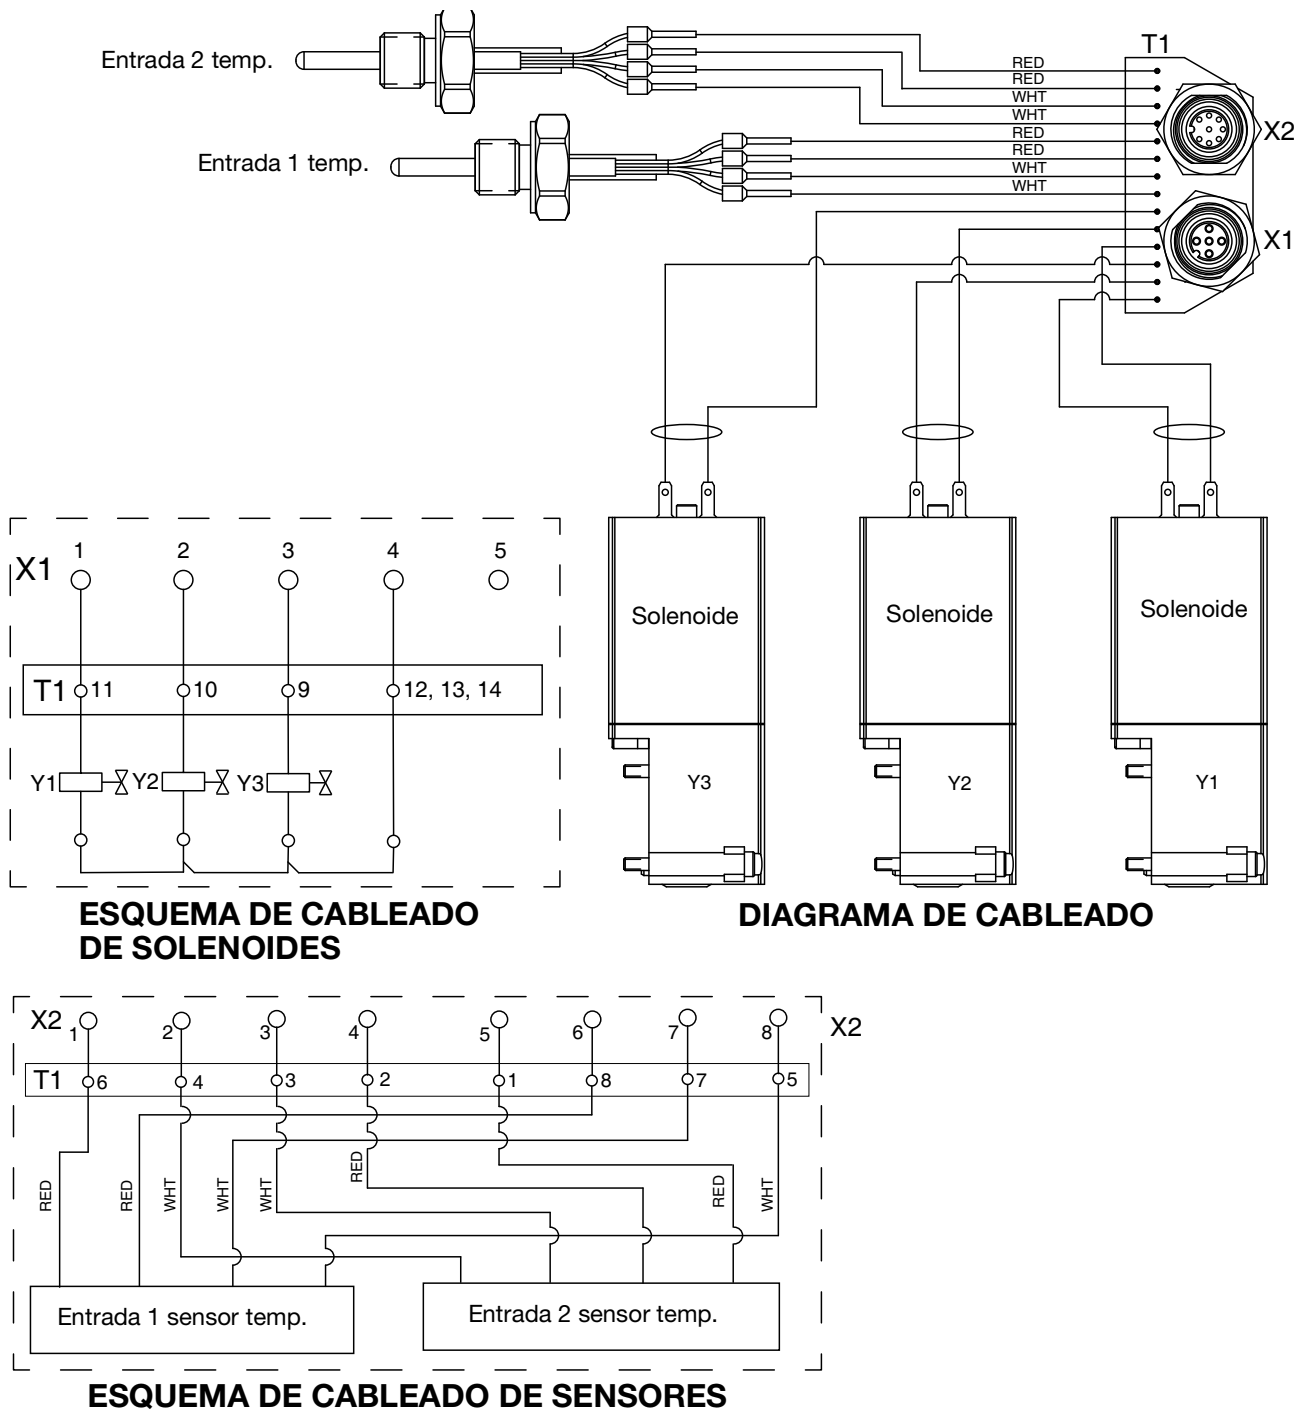 Entrada 2 temp.
T1
RED
RED
WHT
WHT
RED
RED
WHT
WHT
X2
Entrada 1 temp.
X1
X1
1
2
3
4
5
T1
11
10
9
12, 13, 14
Y1
Y2
Y3
Solenoide
Solenoide
Solenoide
Y3
Y2
Y1
ESQUEMA DE CABLEADO
DE SOLENOIDES
DIAGRAMA DE CABLEADO
X2
1
2
3
4
5
6
7
8
X2
T1
6
4
3
2
1
8
7
5
RED
RED
WHT
WHT
WHT
RED
RED
WHT
Entrada 1 sensor temp.
Entrada 2 sensor temp.
ESQUEMA DE CABLEADO DE SENSORES